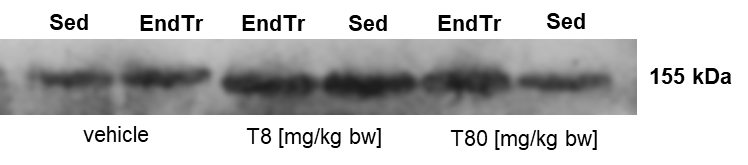 Sed EndTr EndTr Sed EndTr Sed
155 kDa
vehicle T8 [mg/kg bw] T80 [mg/kg bw]